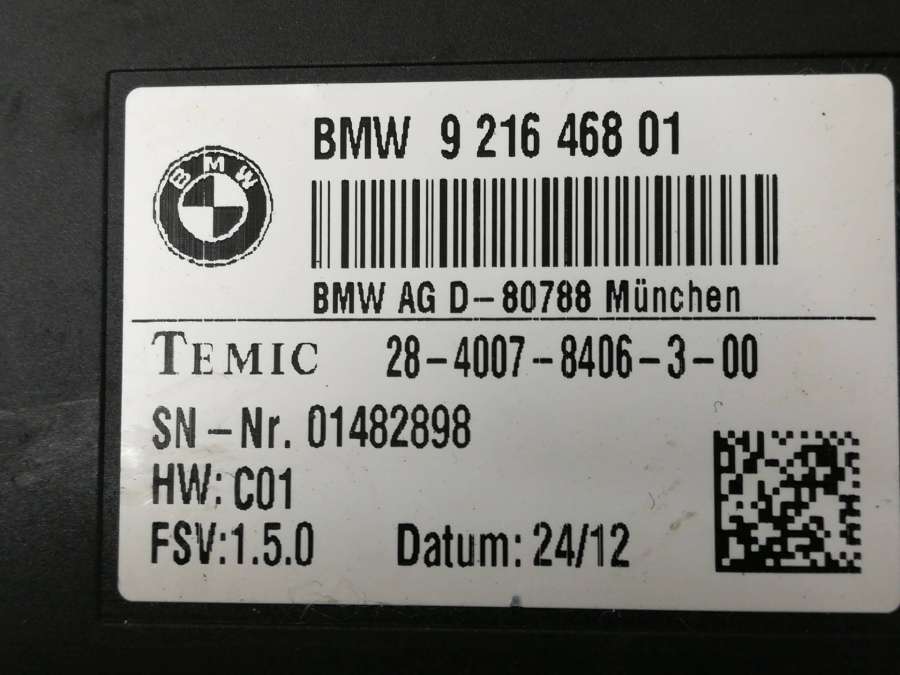 BMW 9 216 468 01
BMW
BMW AG D-80788 München
TEMIC 28-4007-8406-3-00
SN-Nr. 01482898
HW: C01
FSV:1.5.0 Datum: 24/12